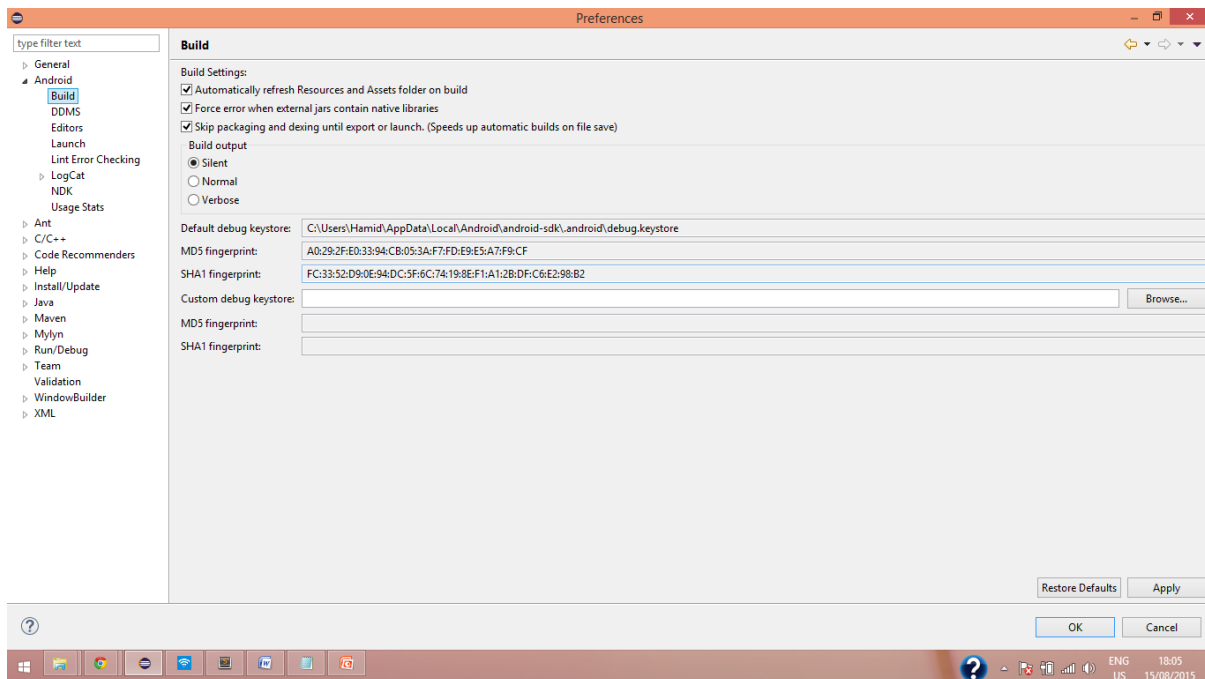 Preferences
type filter text
General
Android
Build
DDMS
Editors
Launch
Lint Error Checking
LogCat
NDK
Usage Stats
Ant
C/C++
Code Recommenders
Help
Install/Update
Java
Maven
Mylyn
Run/Debug
Team
Validation
WindowBuilder
XML
Build
Build Settings:
Automatically refresh Resources and Assets folder on build
Force error when external jars contain native libraries
Skip packaging and dexing until export or launch. (Speeds up automatic builds on file save)
Build output
Silent
Normal
Verbose
Default debug keystore: C:\Users\Hamid\AppData\Local\Android\android-sdk\.android\debug.keystore
MD5 fingerprint: A0:29:2F:E0:33:94:CB:05:3A:F7:FD:E9:E5:A7:F9:CF
SHA1 fingerprint: FC:33:52:D9:0E:94:DC:5F:6C:74:19:8E:F1:A1:2B:DF:C6:E2:98:B2
Custom debug keystore: Browse...
MD5 fingerprint:
SHA1 fingerprint:
Restore Defaults Apply
OK Cancel
ENG 18:05
US 15/08/2015